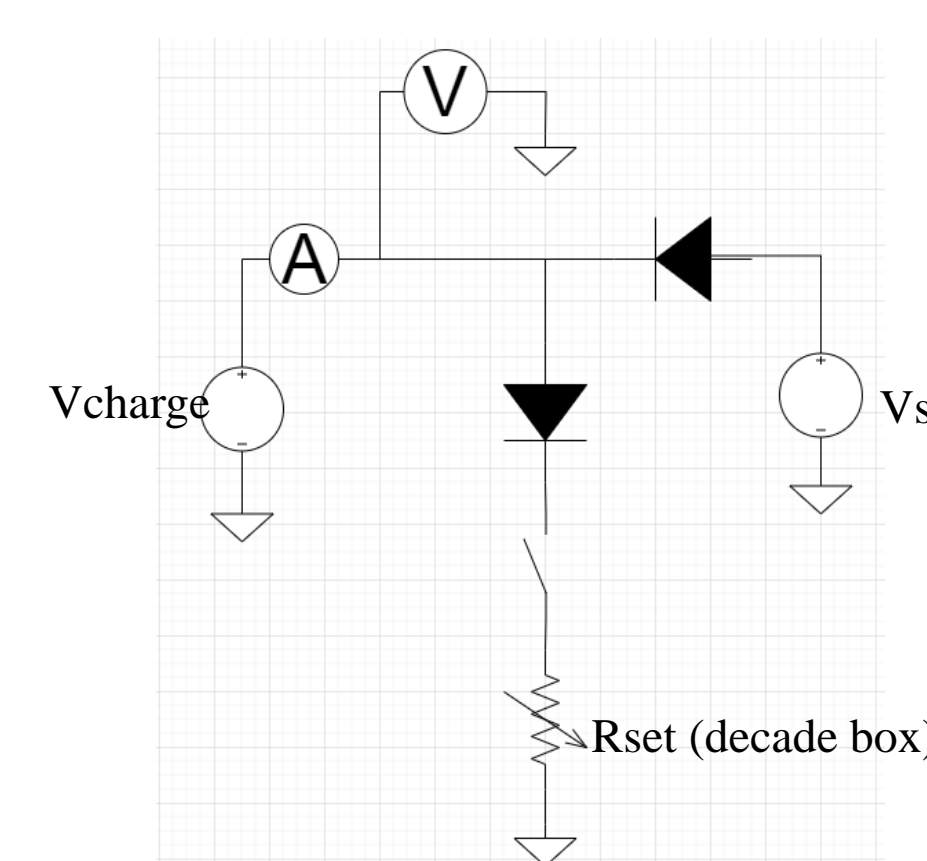 V
A
+
+
Vcharge
Vs
-
-
Rset (decade box)